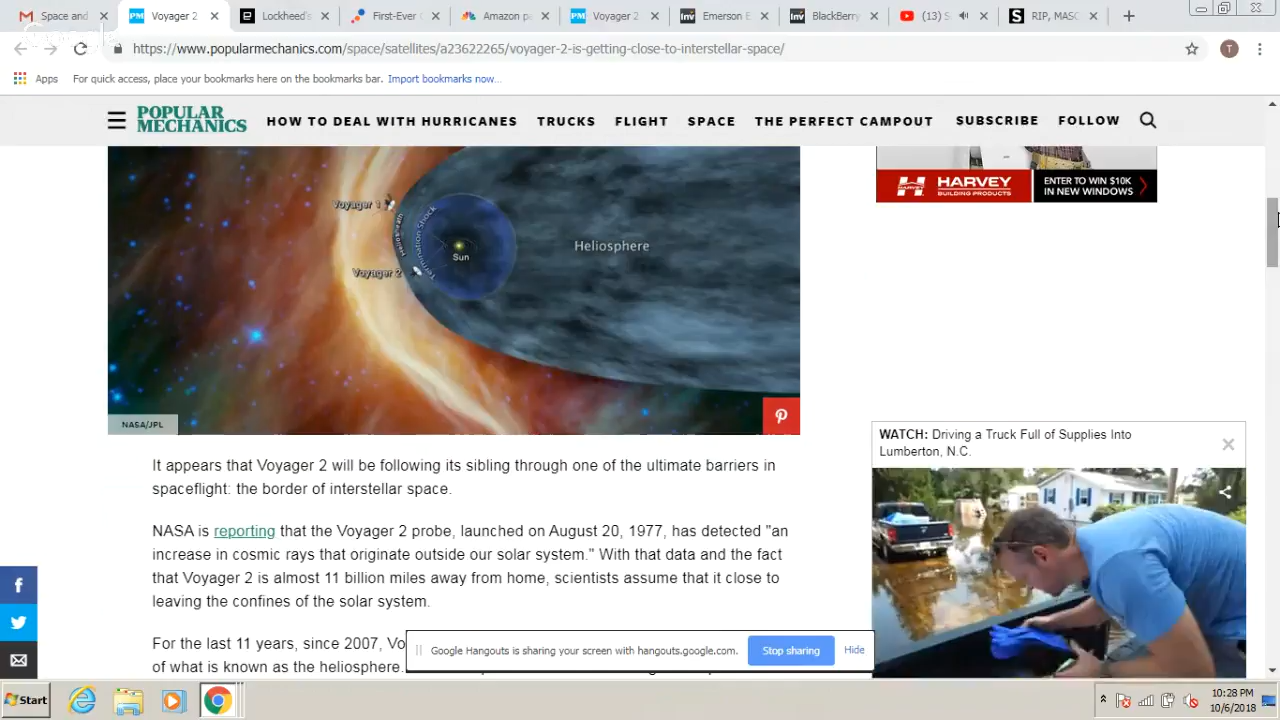 Space and
Voyager 2
Lockheed's
First-Ever
Amazon p
Voyager 2
Emerson E
BlackBerry
(13) S
RIP, MASC
https://www.popularmechanics.com/space/satellites/a23622265/voyager-2-is-getting-close-to-interstellar-space/
T
Apps For quick access, place your bookmarks here on the bookmarks bar. Import bookmarks now...
POPULAR
MECHANICS
HOW TO DEAL WITH HURRICANES TRUCKS FLIGHT SPACE THE PERFECT CAMPOUT SUBSCRIBE FOLLOW
HARVEY
BUILDING PRODUCTS
ENTER TO WIN $10K
IN NEW WINDOWS
Voyager 1
Heliosheath
Termination Shock
Heliosphere
Sun
Voyager 2
NASA/JPL
WATCH: Driving a Truck Full of Supplies Into
Lumberton, N.C.
It appears that Voyager 2 will be following its sibling through one of the ultimate barriers in
spaceflight: the border of interstellar space.
NASA is reporting that the Voyager 2 probe, launched on August 20, 1977, has detected "an
increase in cosmic rays that originate outside our solar system." With that data and the fact
that Voyager 2 is almost 11 billion miles away from home, scientists assume that it close to
leaving the confines of the solar system.
For the last 11 years, since 2007, Vo
of what is known as the heliosphere.
Google Hangouts is sharing your screen with hangouts.google.com. Stop sharing Hide
Start
10:28 PM
10/6/2018